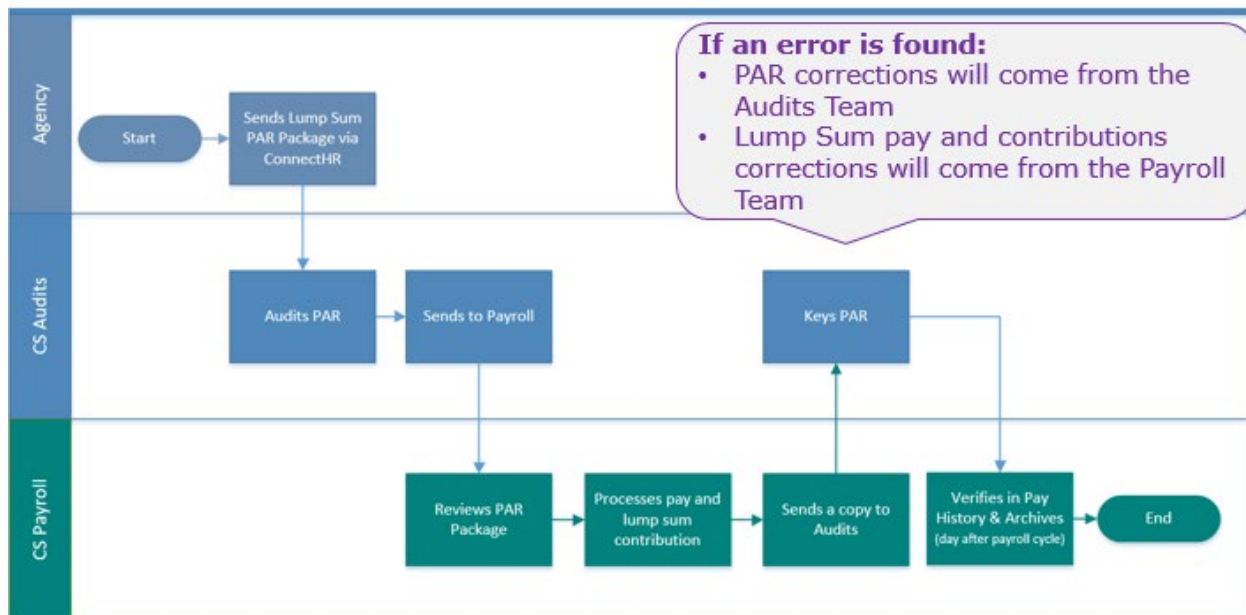 If an error is found:
• PAR corrections will come from the
Audits Team
• Lump Sum pay and contributions
corrections will come from the Payroll
Team
Agency
Start
Sends Lump Sum
PAR Package via
ConnectHR
CS Audits
Audits PAR
Sends to Payroll
Keys PAR
CS Payroll
Reviews PAR
Package
Processes pay and
lump sum
contribution
Sends a copy to
Audits
Verifies in Pay
History & Archives
(day after payroll cycle)
End